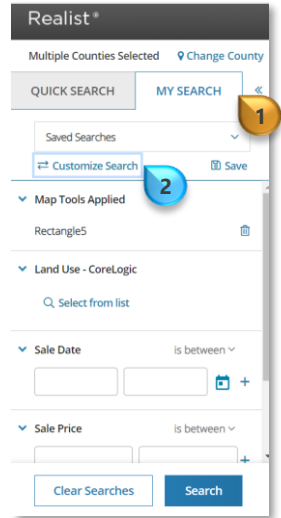 Realist®
Multiple Counties Selected Change County
QUICK SEARCH MY SEARCH «
1
Saved Searches
Customize Search Save
2
Map Tools Applied
Rectangle5
Land Use - CoreLogic
Select from list
Sale Date is between
+
Sale Price is between
+
Clear Searches Search